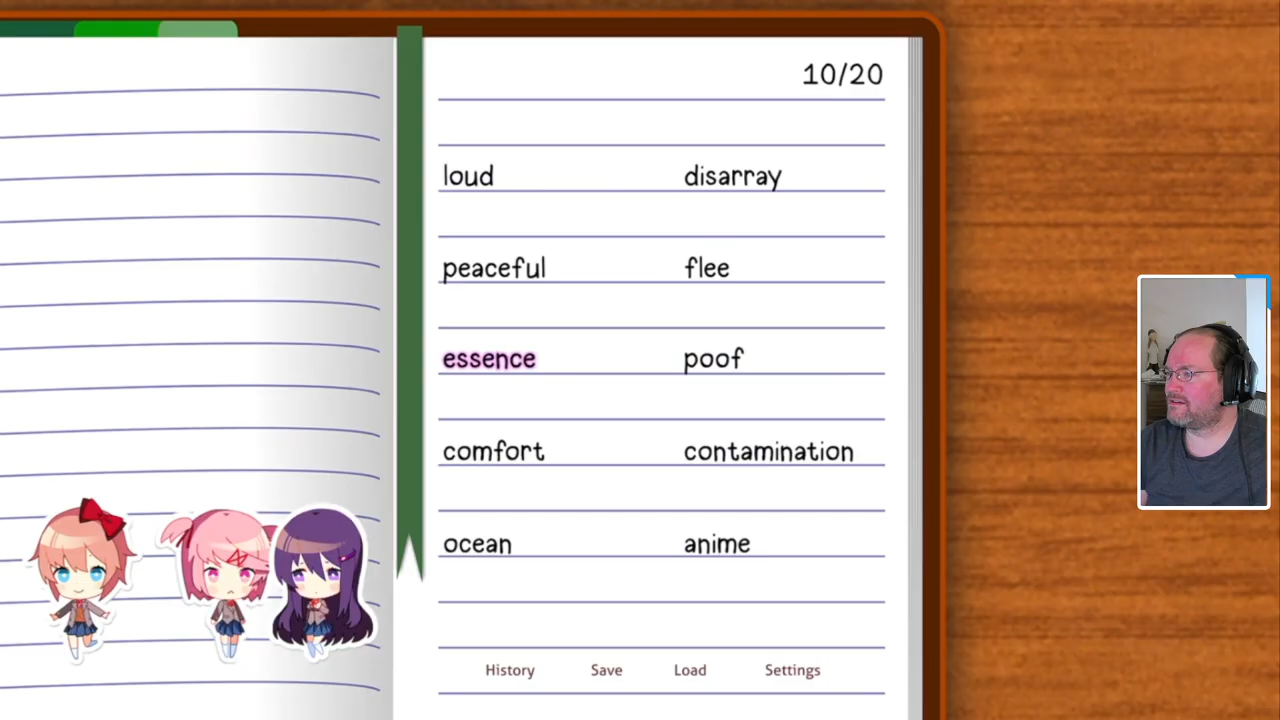 10/20
loud disarray
peaceful flee
essence poof
comfort contamination
ocean anime
History Save Load Settings